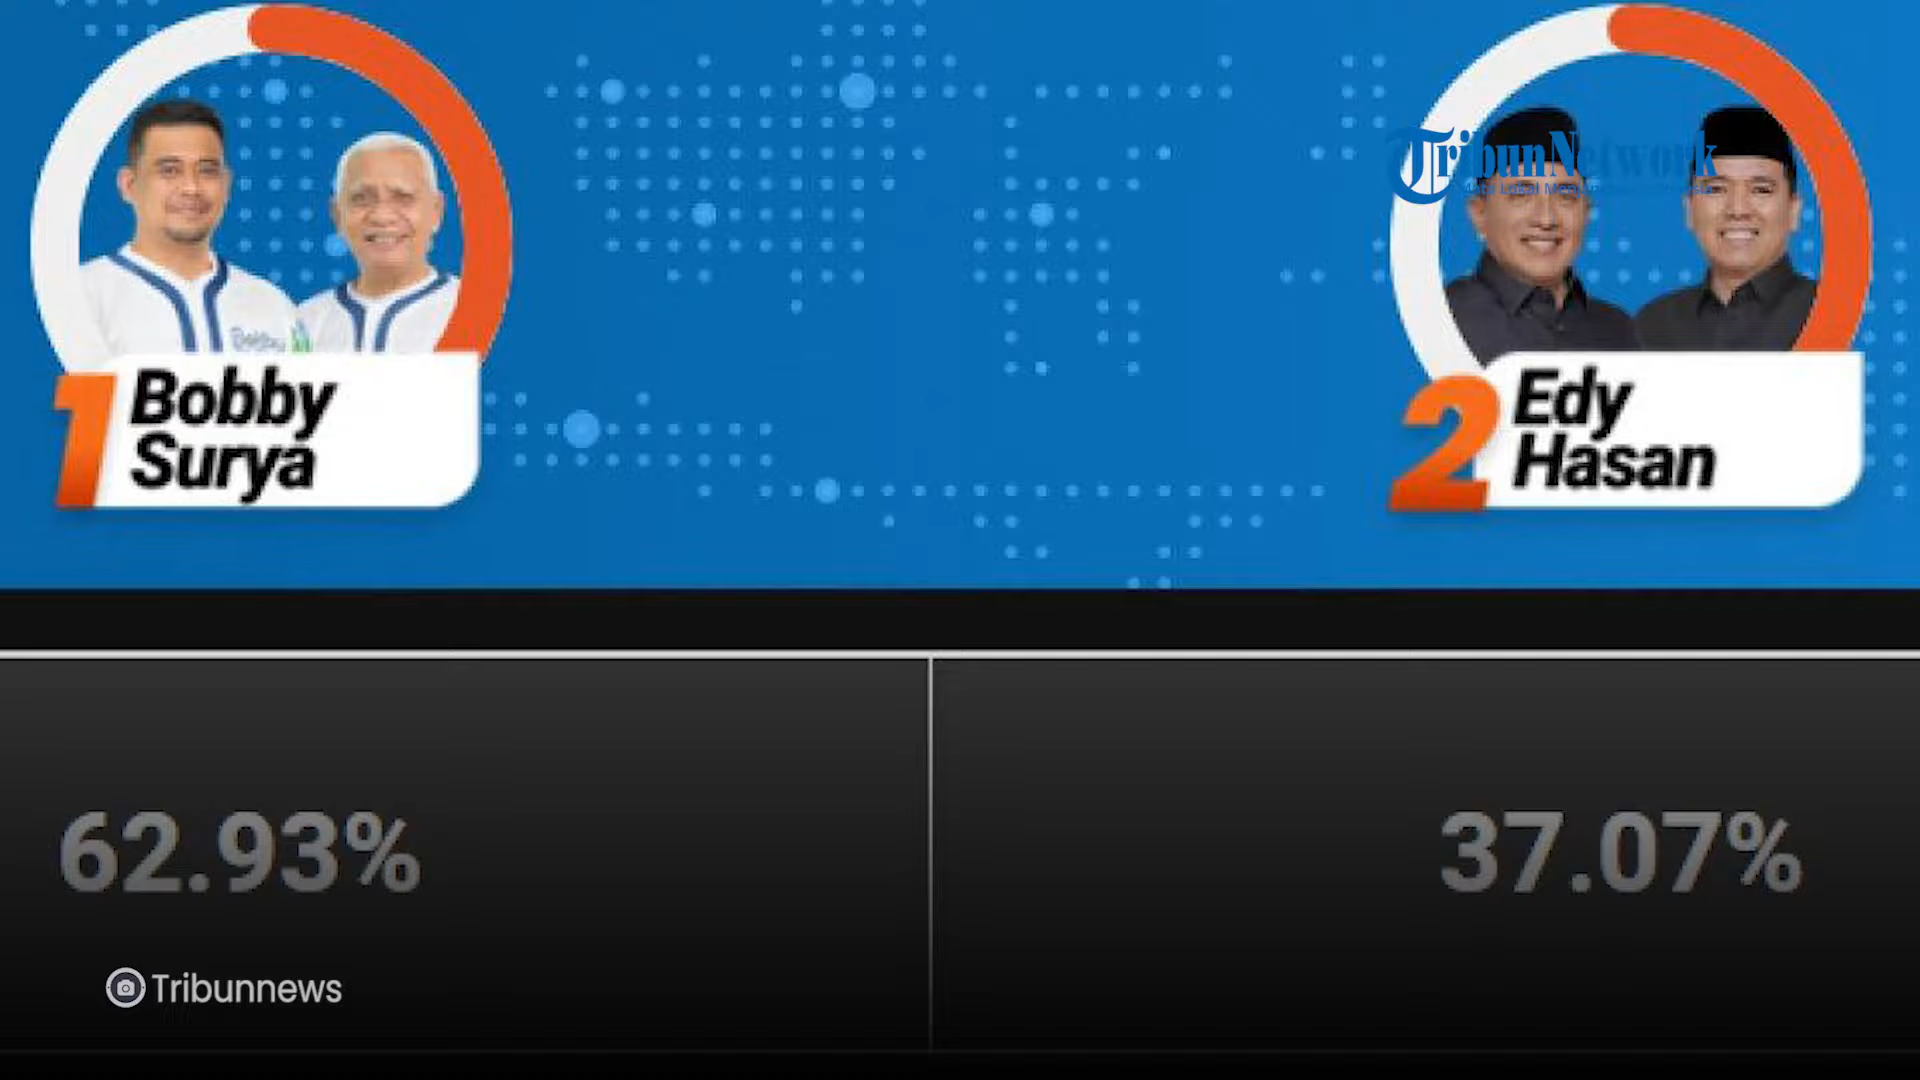 TribunNetwork
1
Bobby
Surya
2
Edy
Hasan
62.93%
37.07%
Tribunnews